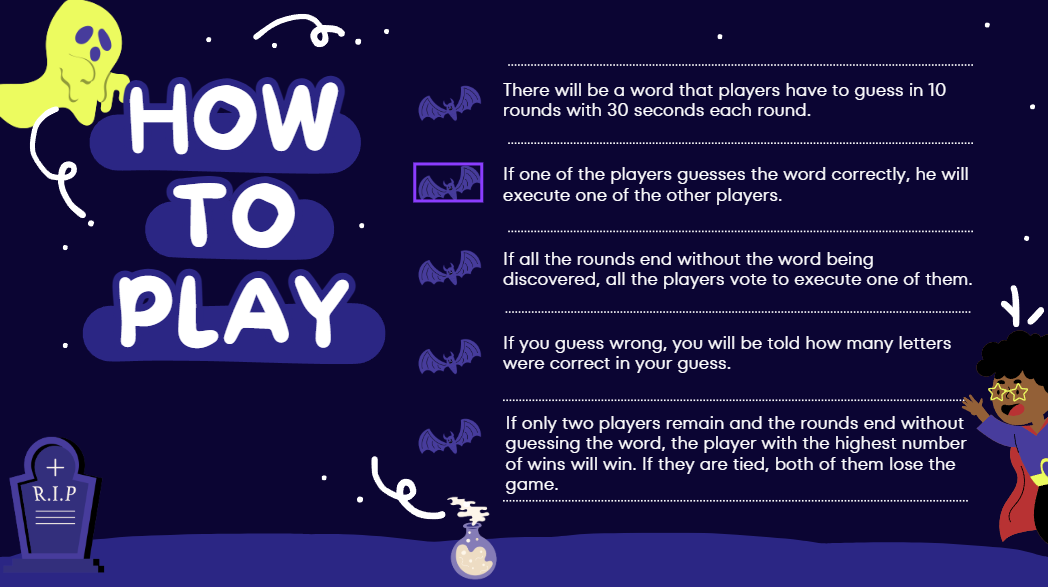 HOW
TO
PLAY
There will be a word that players have to guess in 10
rounds with 30 seconds each round.
If one of the players guesses the word correctly, he will
execute one of the other players.
If all the rounds end without the word being
discovered, all the players vote to execute one of them.
If you guess wrong, you will be told how many letters
were correct in your guess.
If only two players remain and the rounds end without
guessing the word, the player with the highest number
of wins will win. If they are tied, both of them lose the
game.
R.I.P